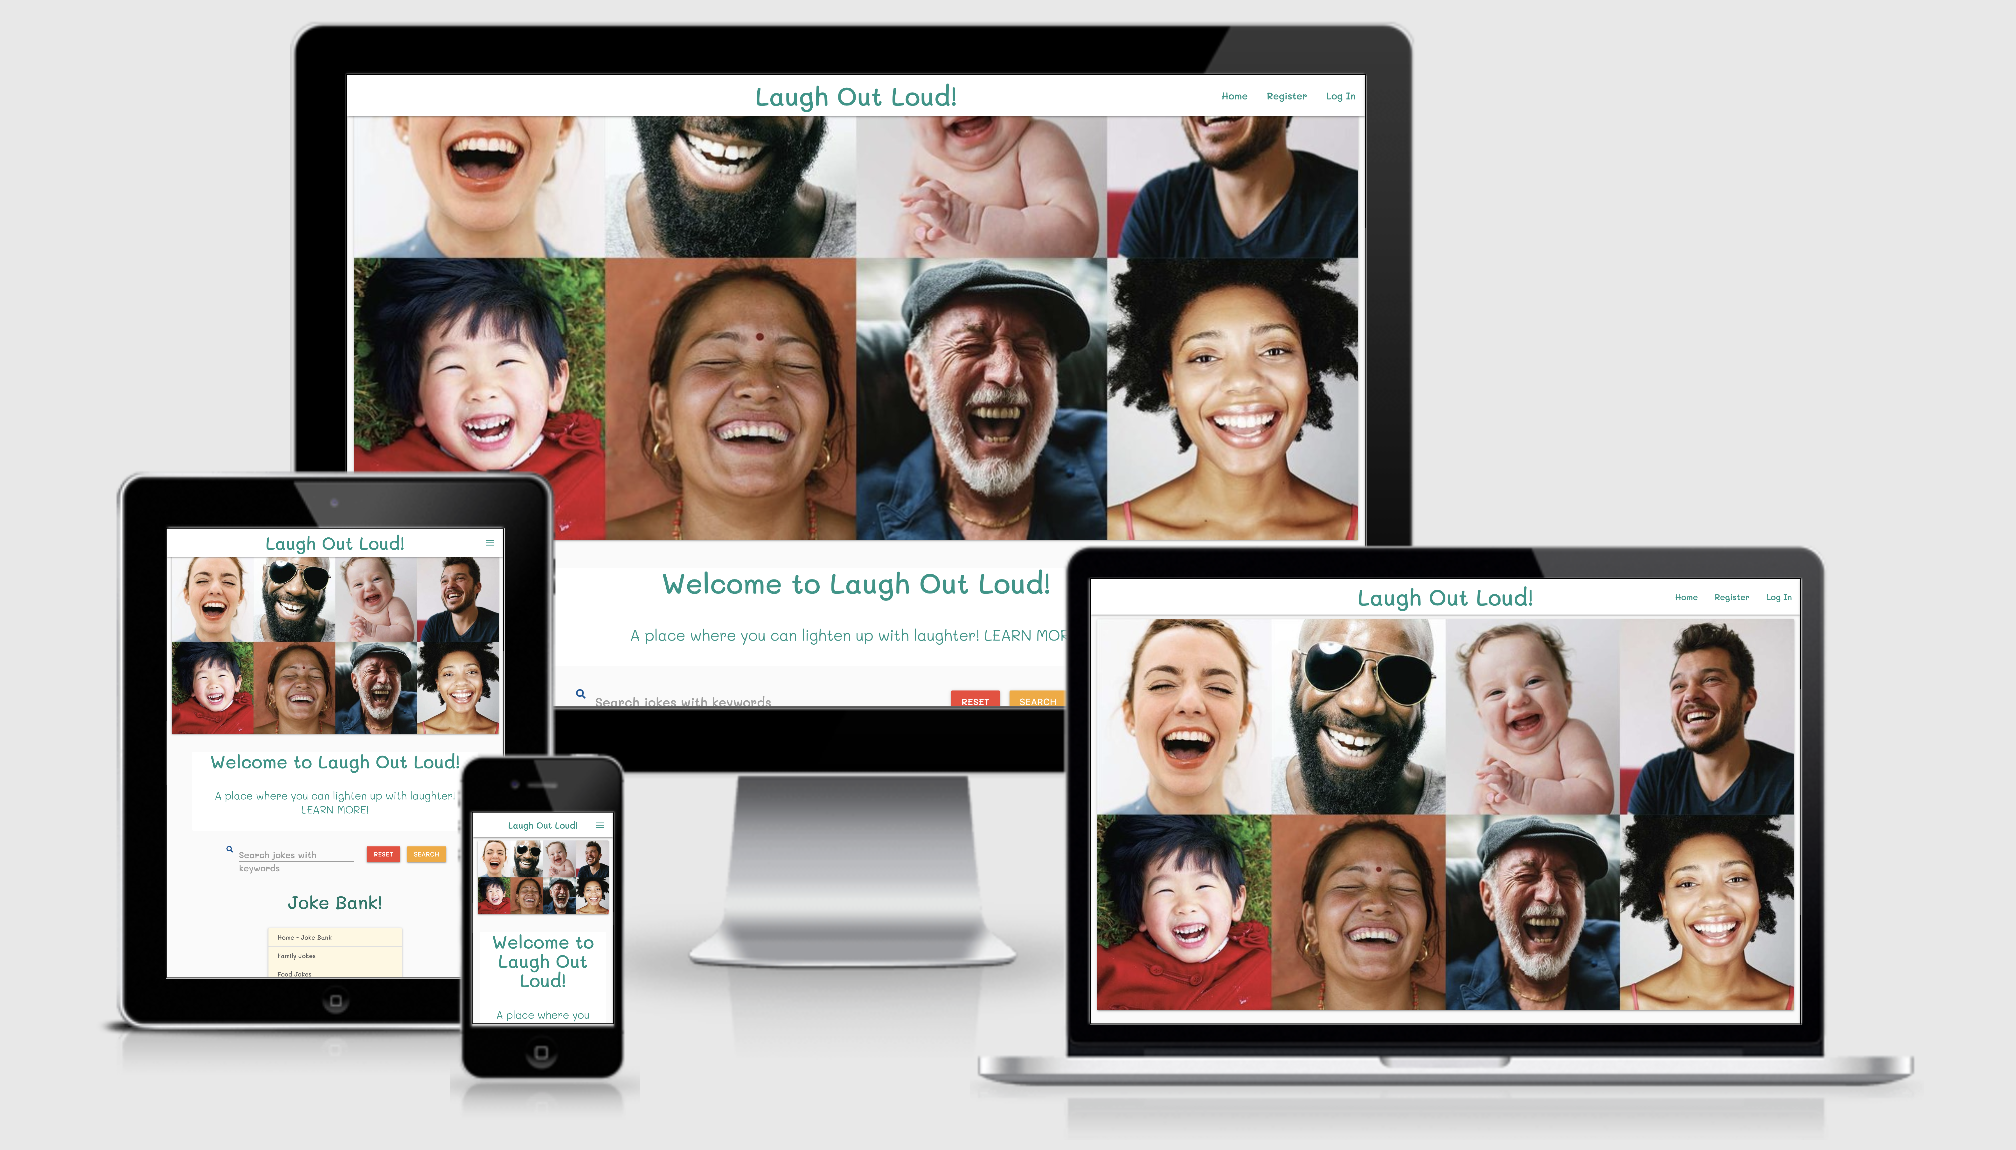 Laugh Out Loud!
Home Register Log In
Welcome to Laugh Out Loud!
A place where you can lighten up with laughter! LEARN MOR
Search jokes with keywords
RESET SEARCH
Laugh Out Loud!
Welcome to Laugh Out Loud!
A place where you can lighten up with laughter!
LEARN MORE!
Search jokes with
keywords
RESET SEARCH
Joke Bank!
Home - Joke Bank
Family Jokes
Food Jokes
Laugh Out Loud!
Welcome to
Laugh Out
Loud!
A place where you
Laugh Out Loud!
Home Register Log In